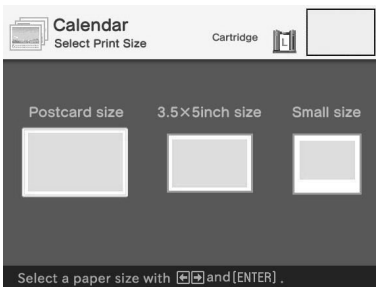 Calendar
Select Print Size
Cartridge
L
Postcard size 3.5×5inch size Small size
Select a paper size with ←→ and [ENTER] .